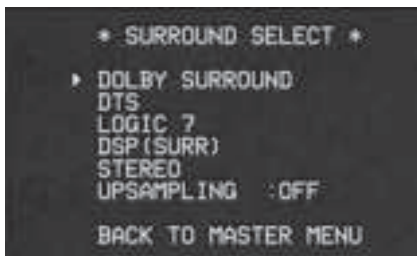 * SURROUND SELECT *
▶ DOLBY SURROUND
DTS
LOGIC 7
DSP(SURR)
STEREO
UPSAMPLING :OFF
BACK TO MASTER MENU